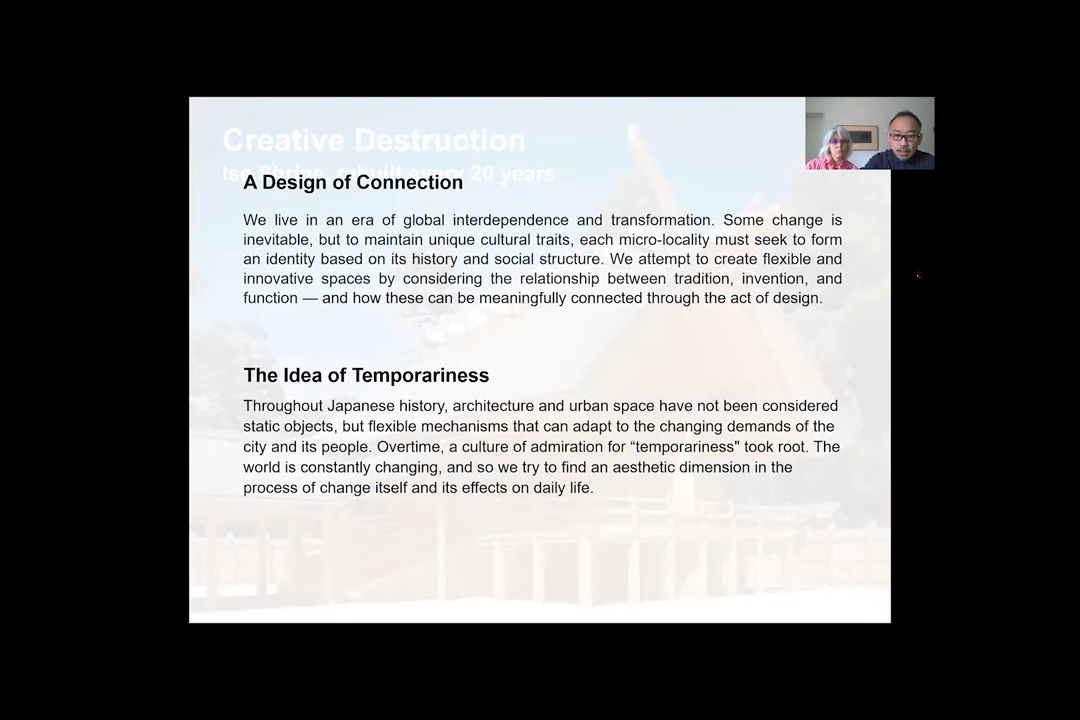 Creative Destruction
Ise Shrine, rebuilt every 20 years
A Design of Connection
We live in an era of global interdependence and transformation. Some change is
inevitable, but to maintain unique cultural traits, each micro-locality must seek to form
an identity based on its history and social structure. We attempt to create flexible and
innovative spaces by considering the relationship between tradition, invention, and
function — and how these can be meaningfully connected through the act of design.
The Idea of Temporariness
Throughout Japanese history, architecture and urban space have not been considered
static objects, but flexible mechanisms that can adapt to the changing demands of the
city and its people. Overtime, a culture of admiration for “temporariness" took root. The
world is constantly changing, and so we try to find an aesthetic dimension in the
process of change itself and its effects on daily life.